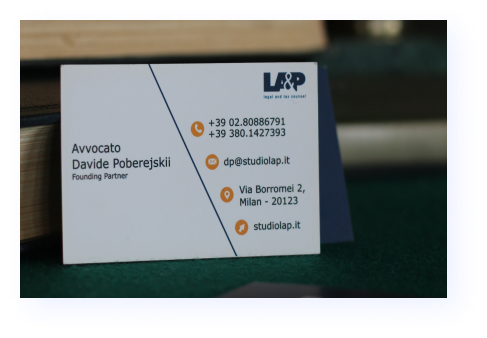 LA&P
legal and tax counsel
+39 02.80886791
+39 380.1427393
Avvocato
Davide Poberejskii
Founding Partner
dp@studiolap.it
Via Borromei 2,
Milan - 20123
studiolap.it